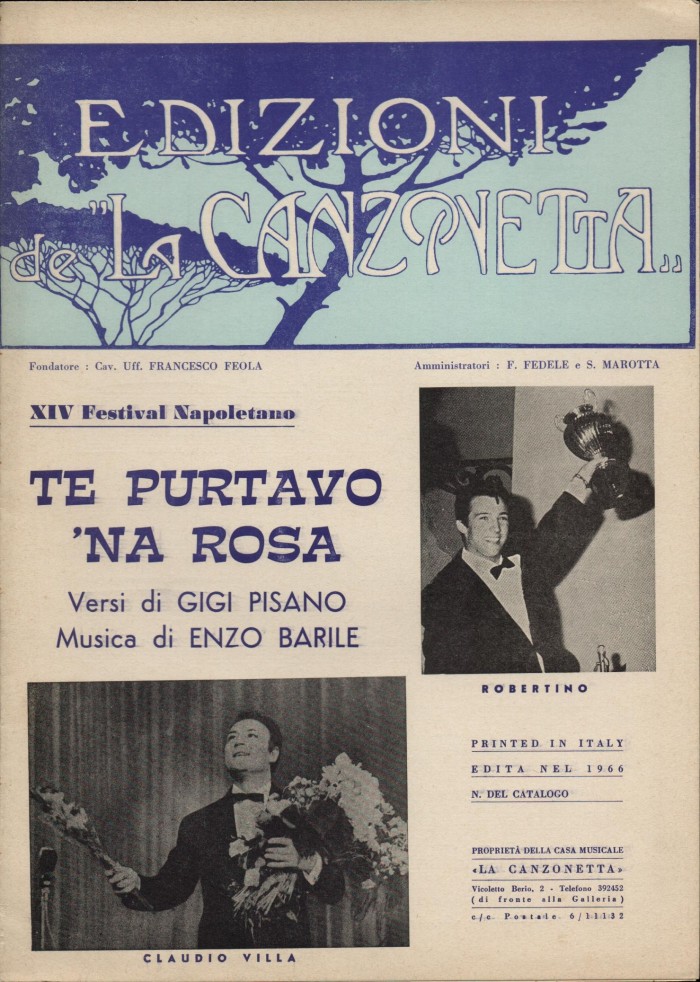 EDIZIONI
de "LA CANZONETTA"
Fondatore : Cav. Uff. FRANCESCO FEOLA
Amministratori : F. FEDELE e S. MAROTTA
XIV Festival Napoletano
TE PURTAVO
'NA ROSA
Versi di GIGI PISANO
Musica di ENZO BARILE
ROBERTINO
CLAUDIO VILLA
PRINTED IN ITALY
EDITA NEL 1966
N. DEL CATALOGO
PROPRIETÀ DELLA CASA MUSICALE
«LA CANZONETTA»
Vicoletto Berio, 2 - Telefono 392452
(di fronte alla Galleria)
c/c Postale 6/11132